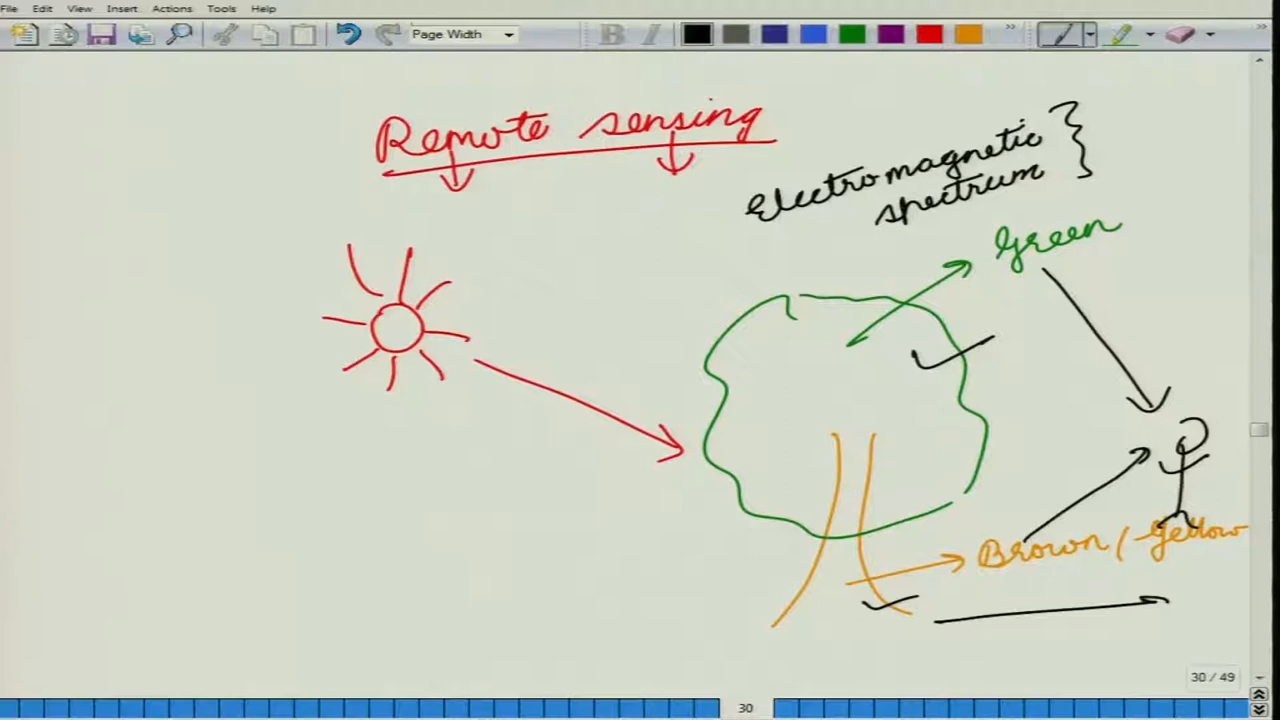 File Edit View Insert Actions Tools Help
Page Width
Remote sensing
Electromagnetic
spectrum
Green
Brown / Yellow
30 / 49
30